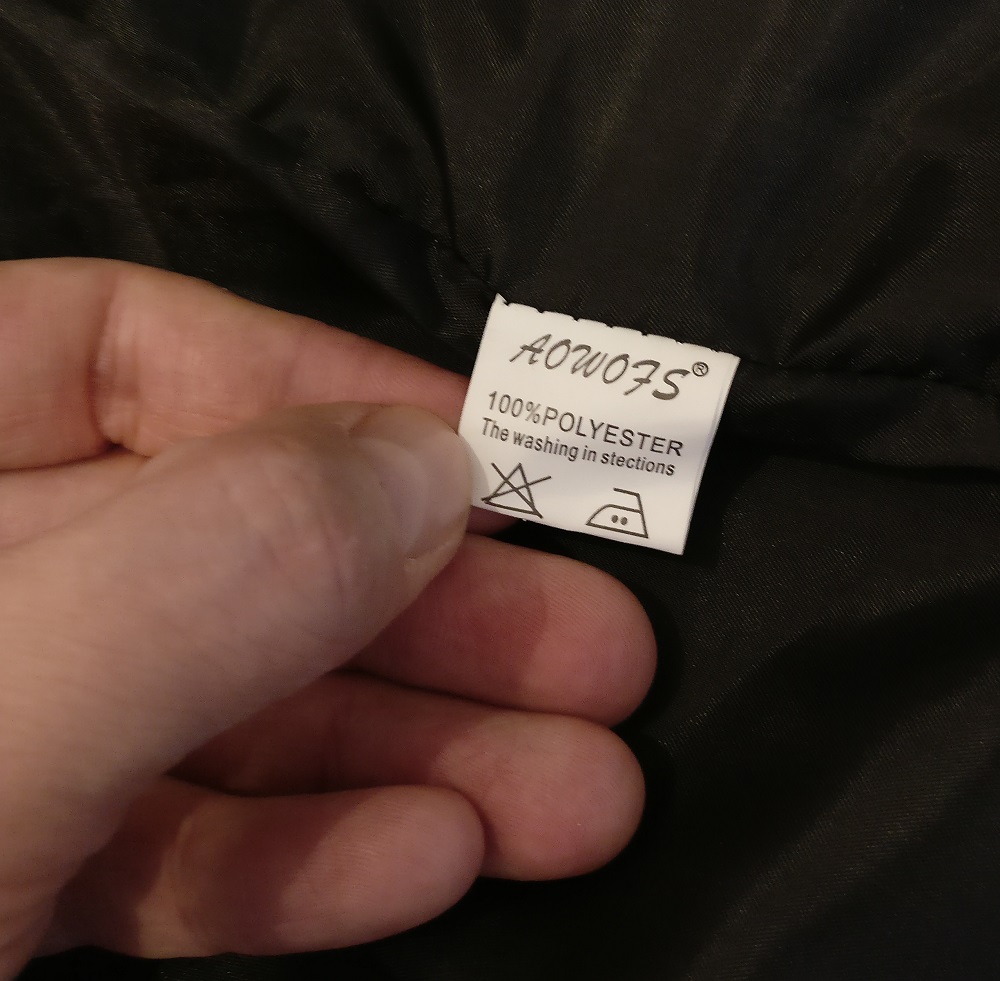 AOWOFS®
100%POLYESTER
The washing in stections